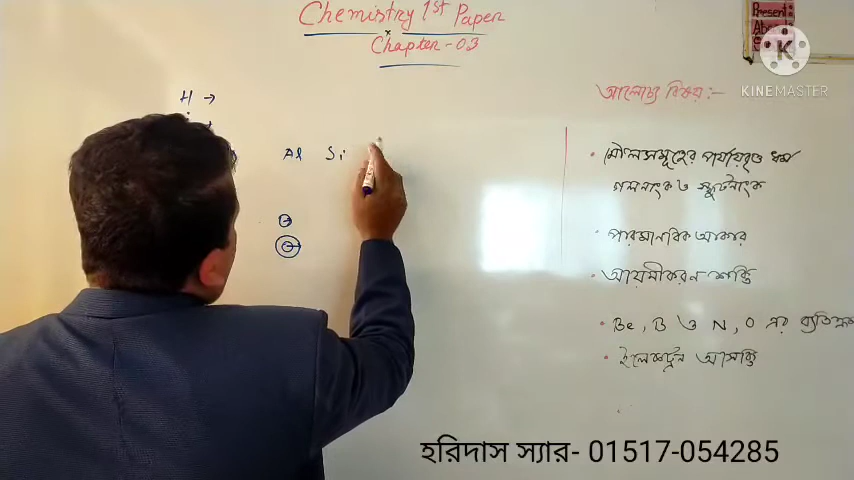 Chemistry 1st Paper
Chapter-03
Present:
KINEMASTER
আলোচ্য বিষয়:-
H →
Al Si
• মৌলসমূহের পর্যায়বৃত্ত ধর্ম
গলনাংক ও স্ফুটনাংক
• পারমানবিক আকার
• আয়নীকরণ শক্তি
• Be, B ও N, O এর ব্যতিক্রম
• ইলেকট্রন আসক্তি
হরিদাস স্যার- 01517-054285